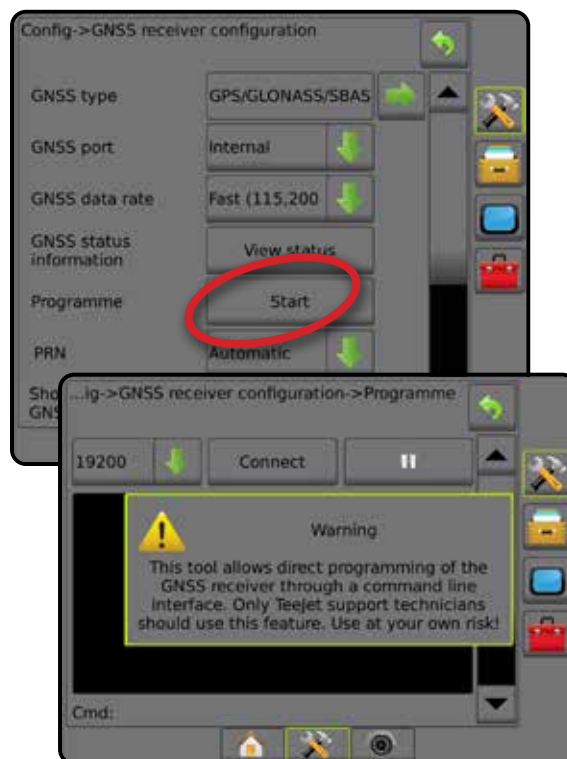 Config->GNSS receiver configuration
GNSS type
GPS/GLONASS/SBAS
GNSS port
Internal
GNSS data rate
Fast (115,200
GNSS status
information
View status
Programme
Start
PRN
Automatic
Sho
GNS
...ig->GNSS receiver configuration->Programme
19200
Connect
Warning
This tool allows direct programming of the
GNSS receiver through a command line
interface. Only TeeJet support technicians
should use this feature. Use at your own risk!
Cmd: